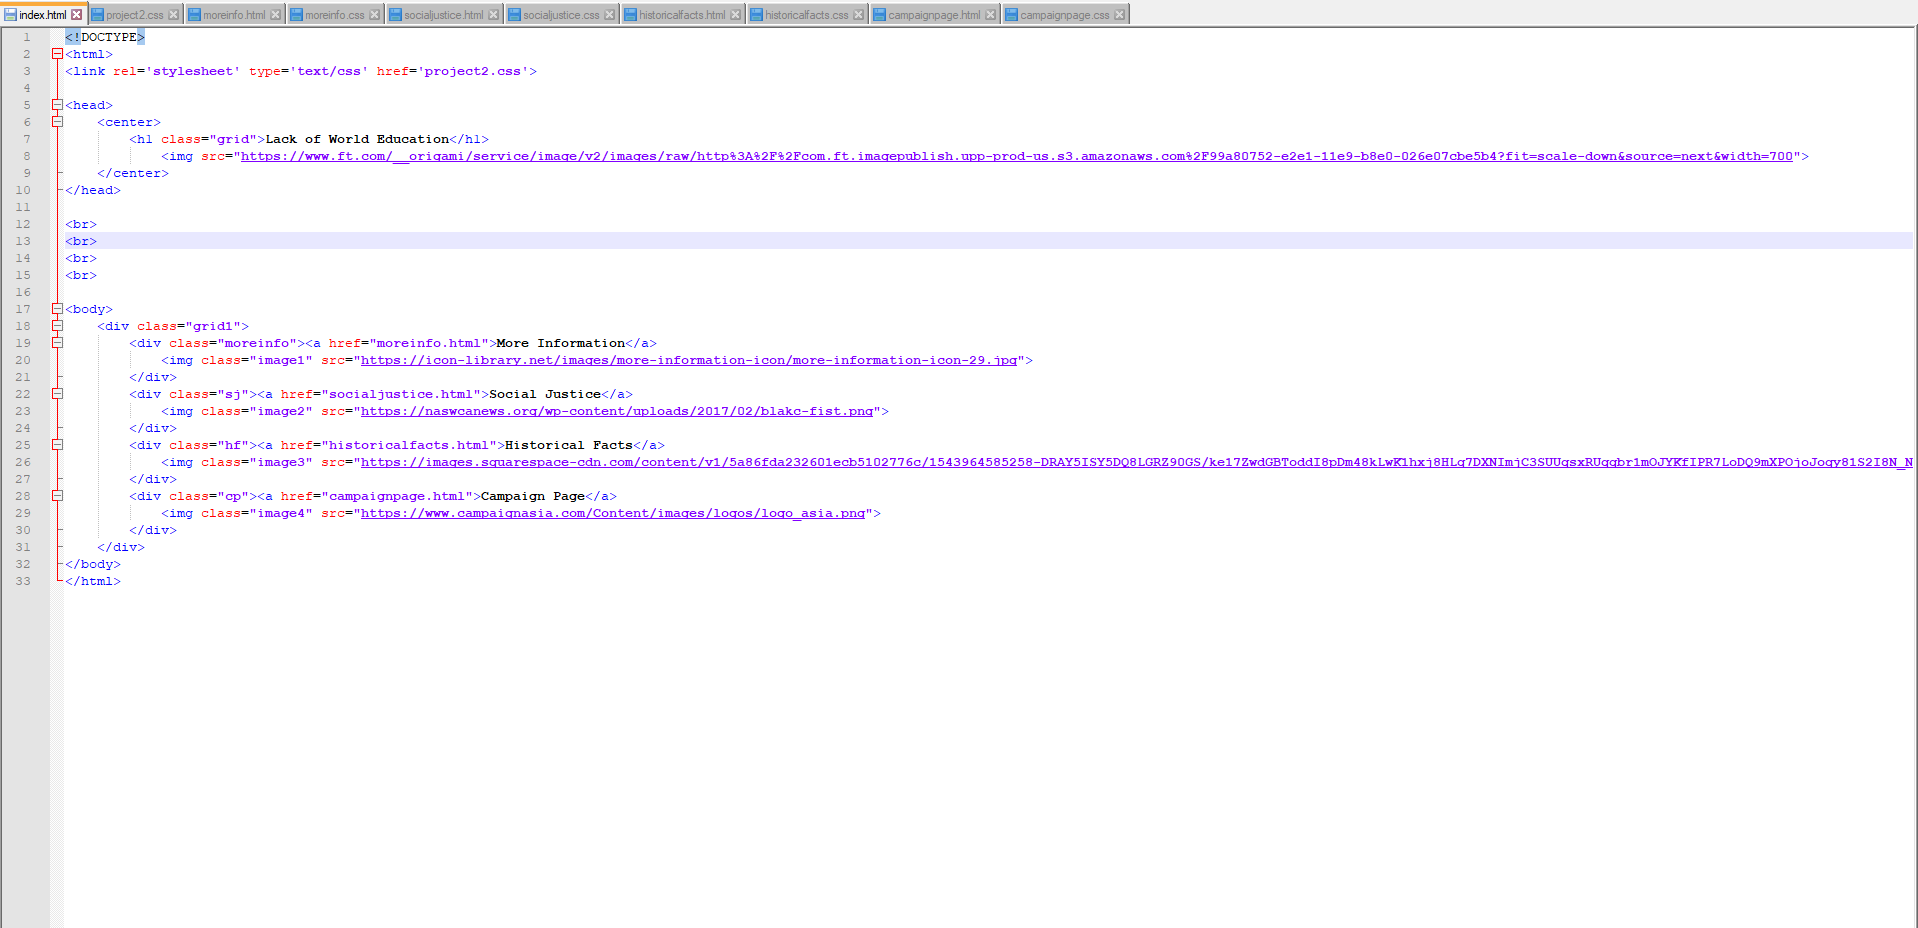 index.html project2.css moreinfo.html moreinfo.css socialjustice.html socialjustice.css historicalfacts.html historicalfacts.css campaignpage.html campaignpage.css
1 <!DOCTYPE>
2 <html>
3 <link rel='stylesheet' type='text/css' href='project2.css'>
4
5 <head>
6 <center>
7 <h1 class="grid">Lack of World Education</h1>
8 <img src="https://www.ft.com/__origami/service/image/v2/images/raw/http%3A%2F%2Fcom.ft.imagepublish.upp-prod-us.s3.amazonaws.com%2F99a80752-e2e1-11e9-b8e0-026e07cbe5b4?fit=scale-down&source=next&width=700">
9 </center>
10 </head>
11
12 <br>
13 <br>
14 <br>
15 <br>
16
17 <body>
18 <div class="grid1">
19 <div class="moreinfo"><a href="moreinfo.html">More Information</a>
20 <img class="image1" src="https://icon-library.net/images/more-information-icon/more-information-icon-29.jpg">
21 </div>
22 <div class="sj"><a href="socialjustice.html">Social Justice</a>
23 <img class="image2" src="https://naswcanews.org/wp-content/uploads/2017/02/blakc-fist.png">
24 </div>
25 <div class="hf"><a href="historicalfacts.html">Historical Facts</a>
26 <img class="image3" src="https://images.squarespace-cdn.com/content/v1/5a86fda232601ecb5102776c/1543964585258-DRAY5ISY5DQ8LGRZ90GS/ke17ZwdGBToddI8pDm48kLwK1hxj8HLg7DXNImjC3SUUgsxRUqqbr1mOJYKfIPR7LoDQ9mXPOjoJoqy81S2I8N_N
27 </div>
28 <div class="cp"><a href="campaignpage.html">Campaign Page</a>
29 <img class="image4" src="https://www.campaignasia.com/Content/images/logos/logo_asia.png">
30 </div>
31 </div>
32 </body>
33 </html>